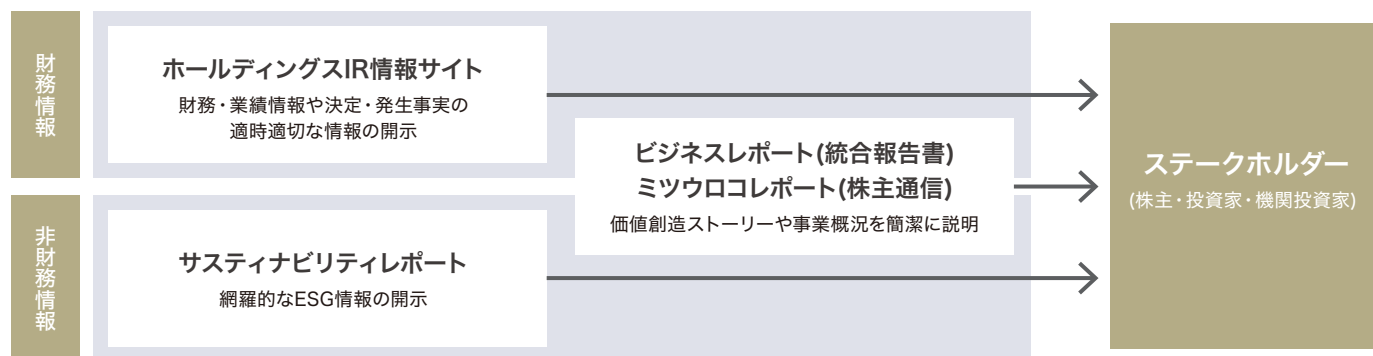 財務情報
ホールディングスIR情報サイト
財務・業績情報や決定・発生事実の
適時適切な情報の開示
ビジネスレポート(統合報告書)
ミツウロコレポート(株主通信)
価値創造ストーリーや事業概況を簡潔に説明
非財務情報
サスティナビリティレポート
網羅的なESG情報の開示
ステークホルダー
(株主・投資家・機関投資家)